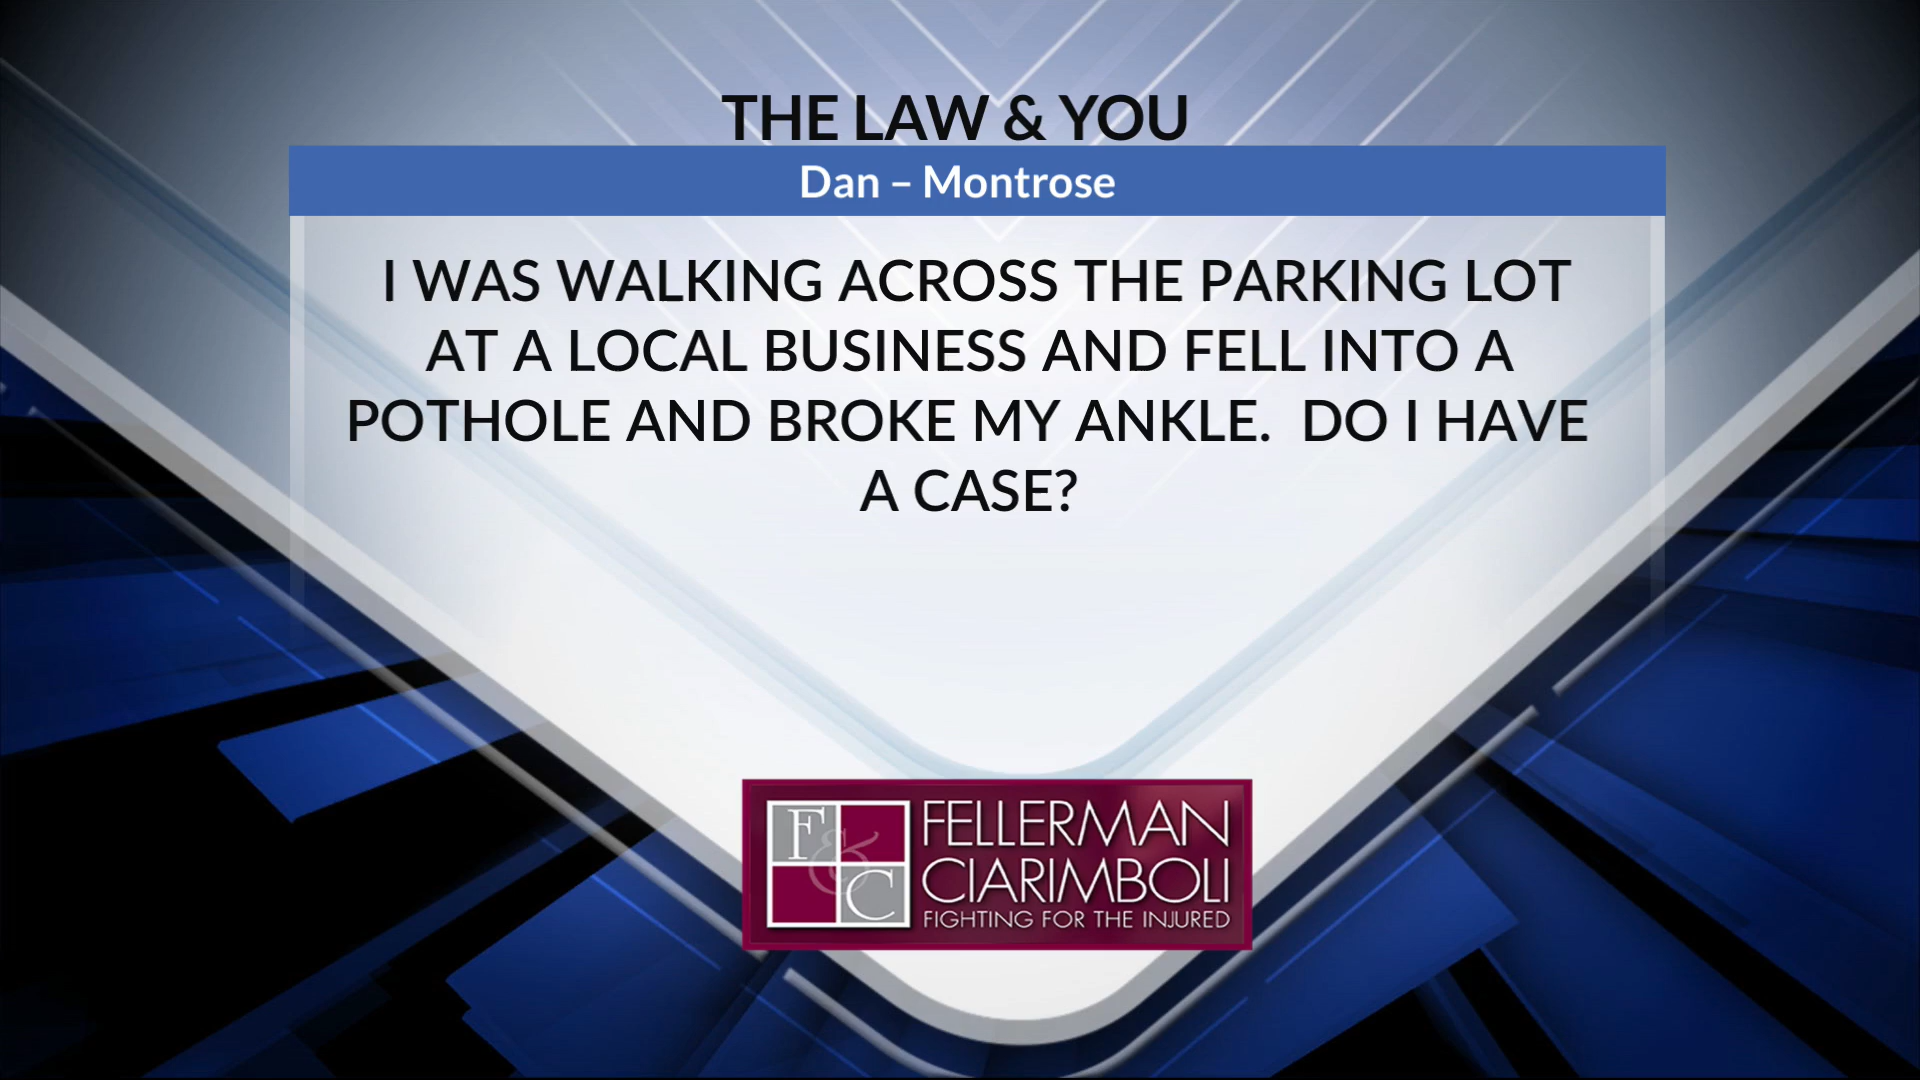 THE LAW & YOU
Dan – Montrose
I WAS WALKING ACROSS THE PARKING LOT
AT A LOCAL BUSINESS AND FELL INTO A
POTHOLE AND BROKE MY ANKLE.  DO I HAVE
A CASE?
F & C
FELLERMAN
CIARIMBOLI
FIGHTING FOR THE INJURED